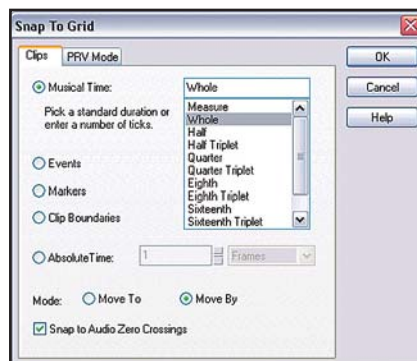 Snap To Grid
Clips PRV Mode
OK
Cancel
Help
Musical Time: Whole
Pick a standard duration or
enter a number of ticks.
Measure
Whole
Half
Half Triplet
Quarter
Quarter Triplet
Eighth
Eighth Triplet
Sixteenth
Sixteenth Triplet
Events
Markers
Clip Boundaries
AbsoluteTime: 1 Frames
Mode: Move To Move By
Snap to Audio Zero Crossings